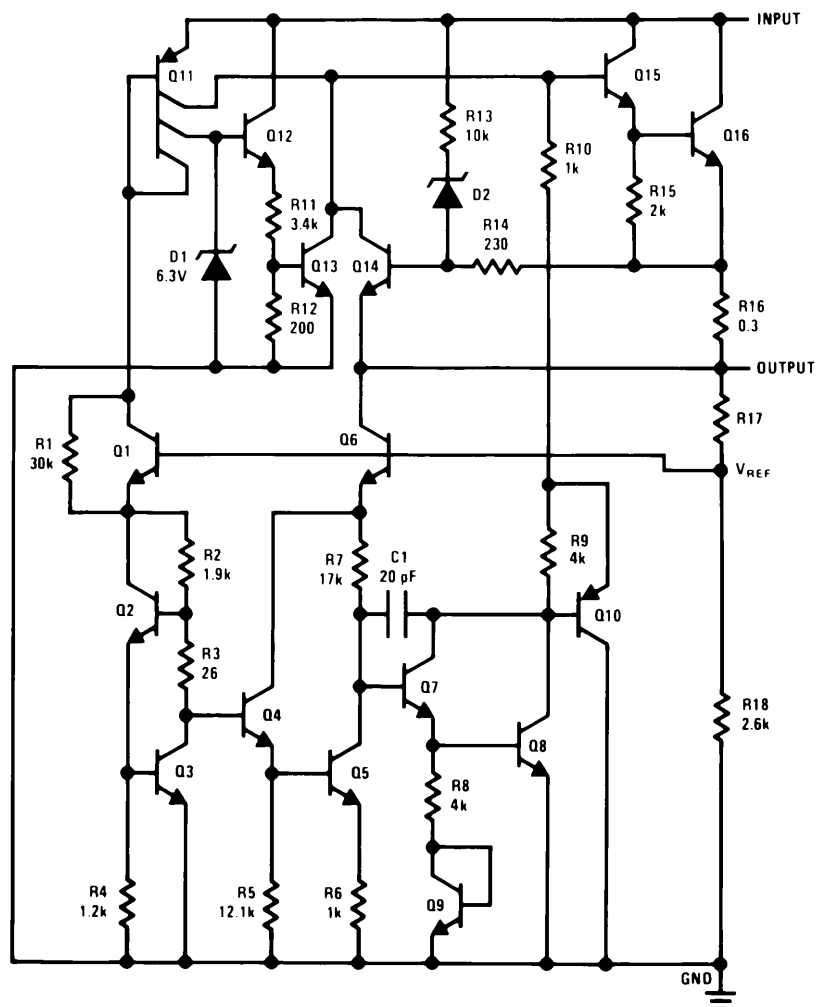 INPUT
Q11
Q12
Q15
R13
10k
Q16
R10
1k
D2
R15
2k
R11
3.4k
R14
230
D1
6.3V
Q13
Q14
R12
200
R16
0.3
OUTPUT
R1
30k
Q1
Q6
R17
VREF
R2
1.9k
R7
17k
C1
20 pF
R9
4k
Q2
Q10
R3
26
Q7
Q4
Q8
R18
2.6k
Q3
Q5
R8
4k
R4
1.2k
R5
12.1k
R6
1k
Q9
GND